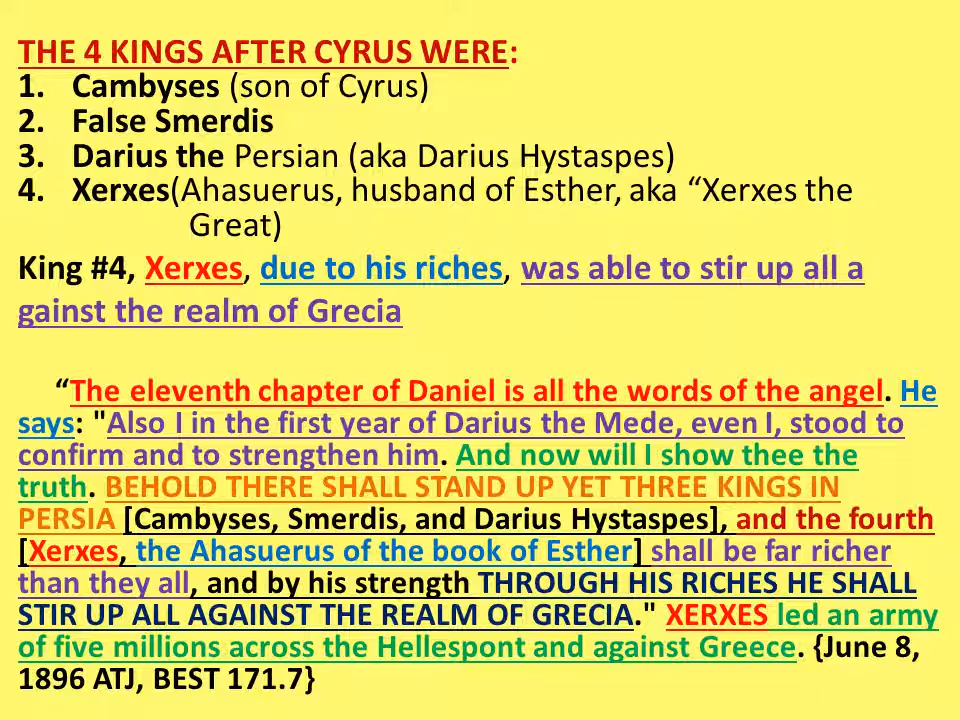 THE 4 KINGS AFTER CYRUS WERE:
1. Cambyses (son of Cyrus)
2. False Smerdis
3. Darius the Persian (aka Darius Hystaspes)
4. Xerxes(Ahasuerus, husband of Esther, aka “Xerxes the
Great)
King #4, Xerxes, due to his riches, was able to stir up all a
gainst the realm of Grecia
“The eleventh chapter of Daniel is all the words of the angel. He
says: "Also I in the first year of Darius the Mede, even I, stood to
confirm and to strengthen him. And now will I show thee the
truth. BEHOLD THERE SHALL STAND UP YET THREE KINGS IN
PERSIA [Cambyses, Smerdis, and Darius Hystaspes], and the fourth
[Xerxes, the Ahasuerus of the book of Esther] shall be far richer
than they all, and by his strength THROUGH HIS RICHES HE SHALL
STIR UP ALL AGAINST THE REALM OF GRECIA." XERXES led an army
of five millions across the Hellespont and against Greece. {June 8,
1896 ATJ, BEST 171.7}